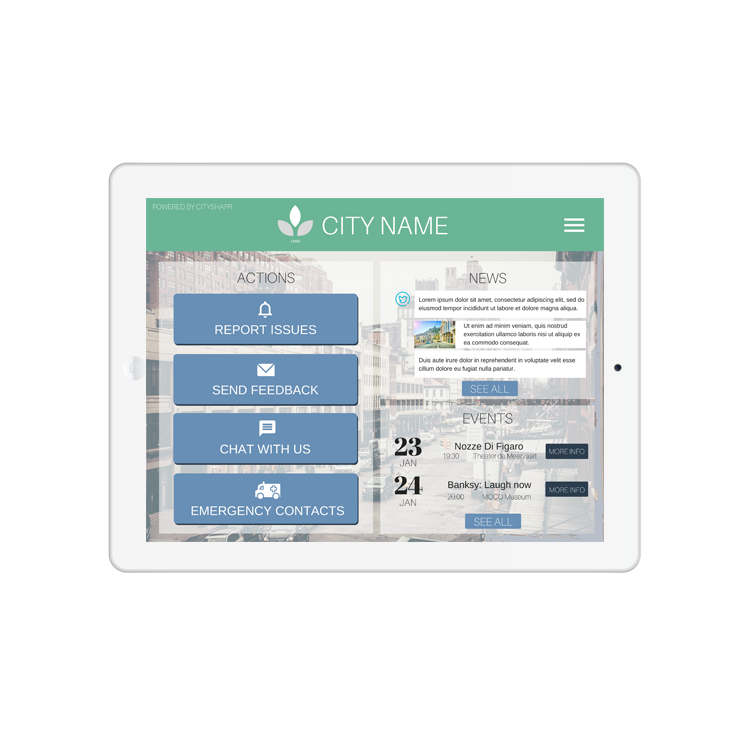 POWERED BY CITYSHAPR
LOGO
CITY NAME
ACTIONS
REPORT ISSUES
SEND FEEDBACK
CHAT WITH US
EMERGENCY CONTACTS
NEWS
Lorem ipsum dolor sit amet, consectetur adipiscing elit, sed do
eiusmod tempor incididunt ut labore et dolore magna aliqua.
Ut enim ad minim veniam, quis nostrud
exercitation ullamco laboris nisi ut aliquip ex
ea commodo consequat.
Duis aute irure dolor in reprehenderit in voluptate velit esse
cillum dolore eu fugiat nulla pariatur.
SEE ALL
EVENTS
23
JAN
Nozze Di Figaro
19:30 Theater de Meervaart
MORE INFO
24
JAN
Banksy: Laugh now
20:00 MOCO Museum
MORE INFO
SEE ALL